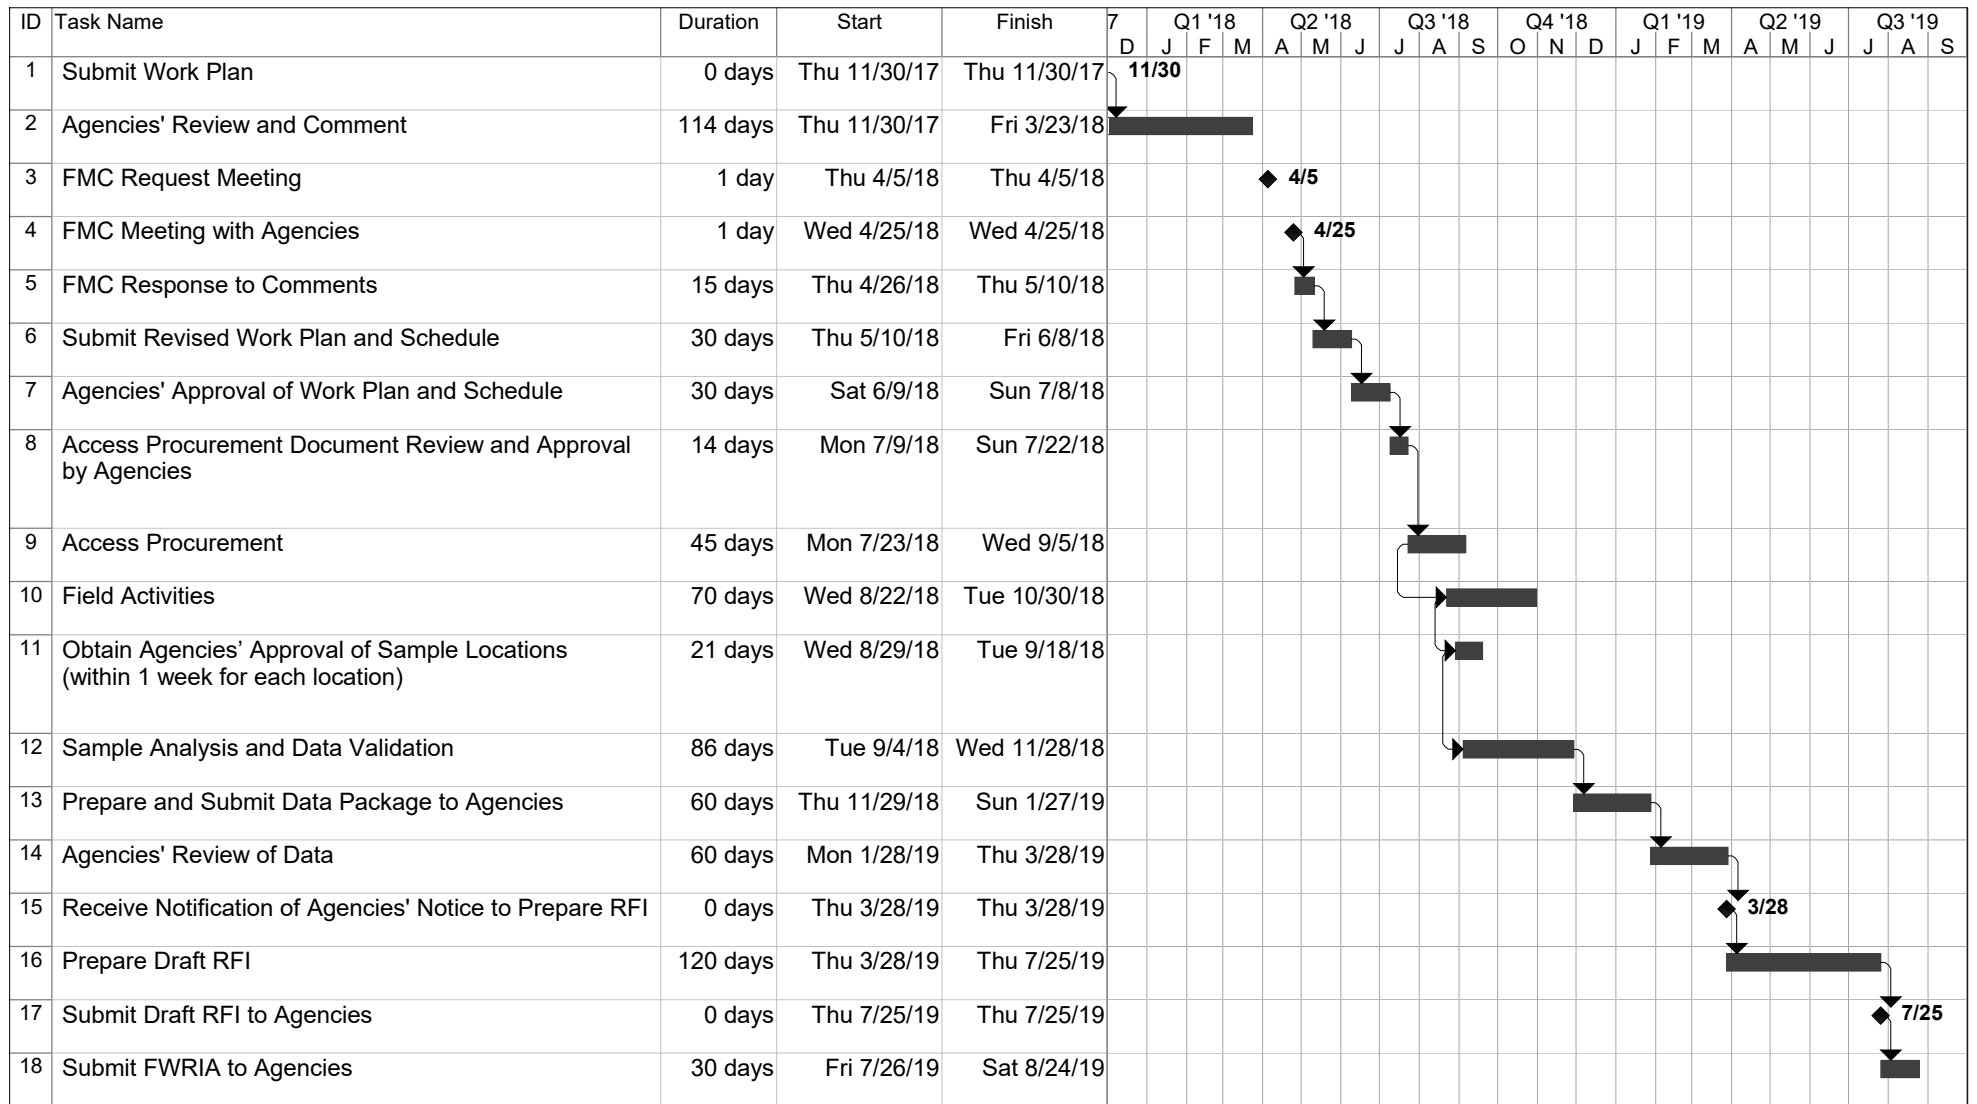 ID Task Name Duration Start Finish 7 Q1 '18 Q2 '18 Q3 '18 Q4 '18 Q1 '19 Q2 '19 Q3 '19
D J F M A M J J A S O N D J F M A M J J A S
1 Submit Work Plan 0 days Thu 11/30/17 Thu 11/30/17 11/30
2 Agencies' Review and Comment 114 days Thu 11/30/17 Fri 3/23/18
3 FMC Request Meeting 1 day Thu 4/5/18 Thu 4/5/18 4/5
4 FMC Meeting with Agencies 1 day Wed 4/25/18 Wed 4/25/18 4/25
5 FMC Response to Comments 15 days Thu 4/26/18 Thu 5/10/18
6 Submit Revised Work Plan and Schedule 30 days Thu 5/10/18 Fri 6/8/18
7 Agencies' Approval of Work Plan and Schedule 30 days Sat 6/9/18 Sun 7/8/18
8 Access Procurement Document Review and Approval 14 days Mon 7/9/18 Sun 7/22/18
by Agencies
9 Access Procurement 45 days Mon 7/23/18 Wed 9/5/18
10 Field Activities 70 days Wed 8/22/18 Tue 10/30/18
11 Obtain Agencies’ Approval of Sample Locations 21 days Wed 8/29/18 Tue 9/18/18
(within 1 week for each location)
12 Sample Analysis and Data Validation 86 days Tue 9/4/18 Wed 11/28/18
13 Prepare and Submit Data Package to Agencies 60 days Thu 11/29/18 Sun 1/27/19
14 Agencies' Review of Data 60 days Mon 1/28/19 Thu 3/28/19
15 Receive Notification of Agencies' Notice to Prepare RFI 0 days Thu 3/28/19 Thu 3/28/19 3/28
16 Prepare Draft RFI 120 days Thu 3/28/19 Thu 7/25/19
17 Submit Draft RFI to Agencies 0 days Thu 7/25/19 Thu 7/25/19 7/25
18 Submit FWRIA to Agencies 30 days Fri 7/26/19 Sat 8/24/19